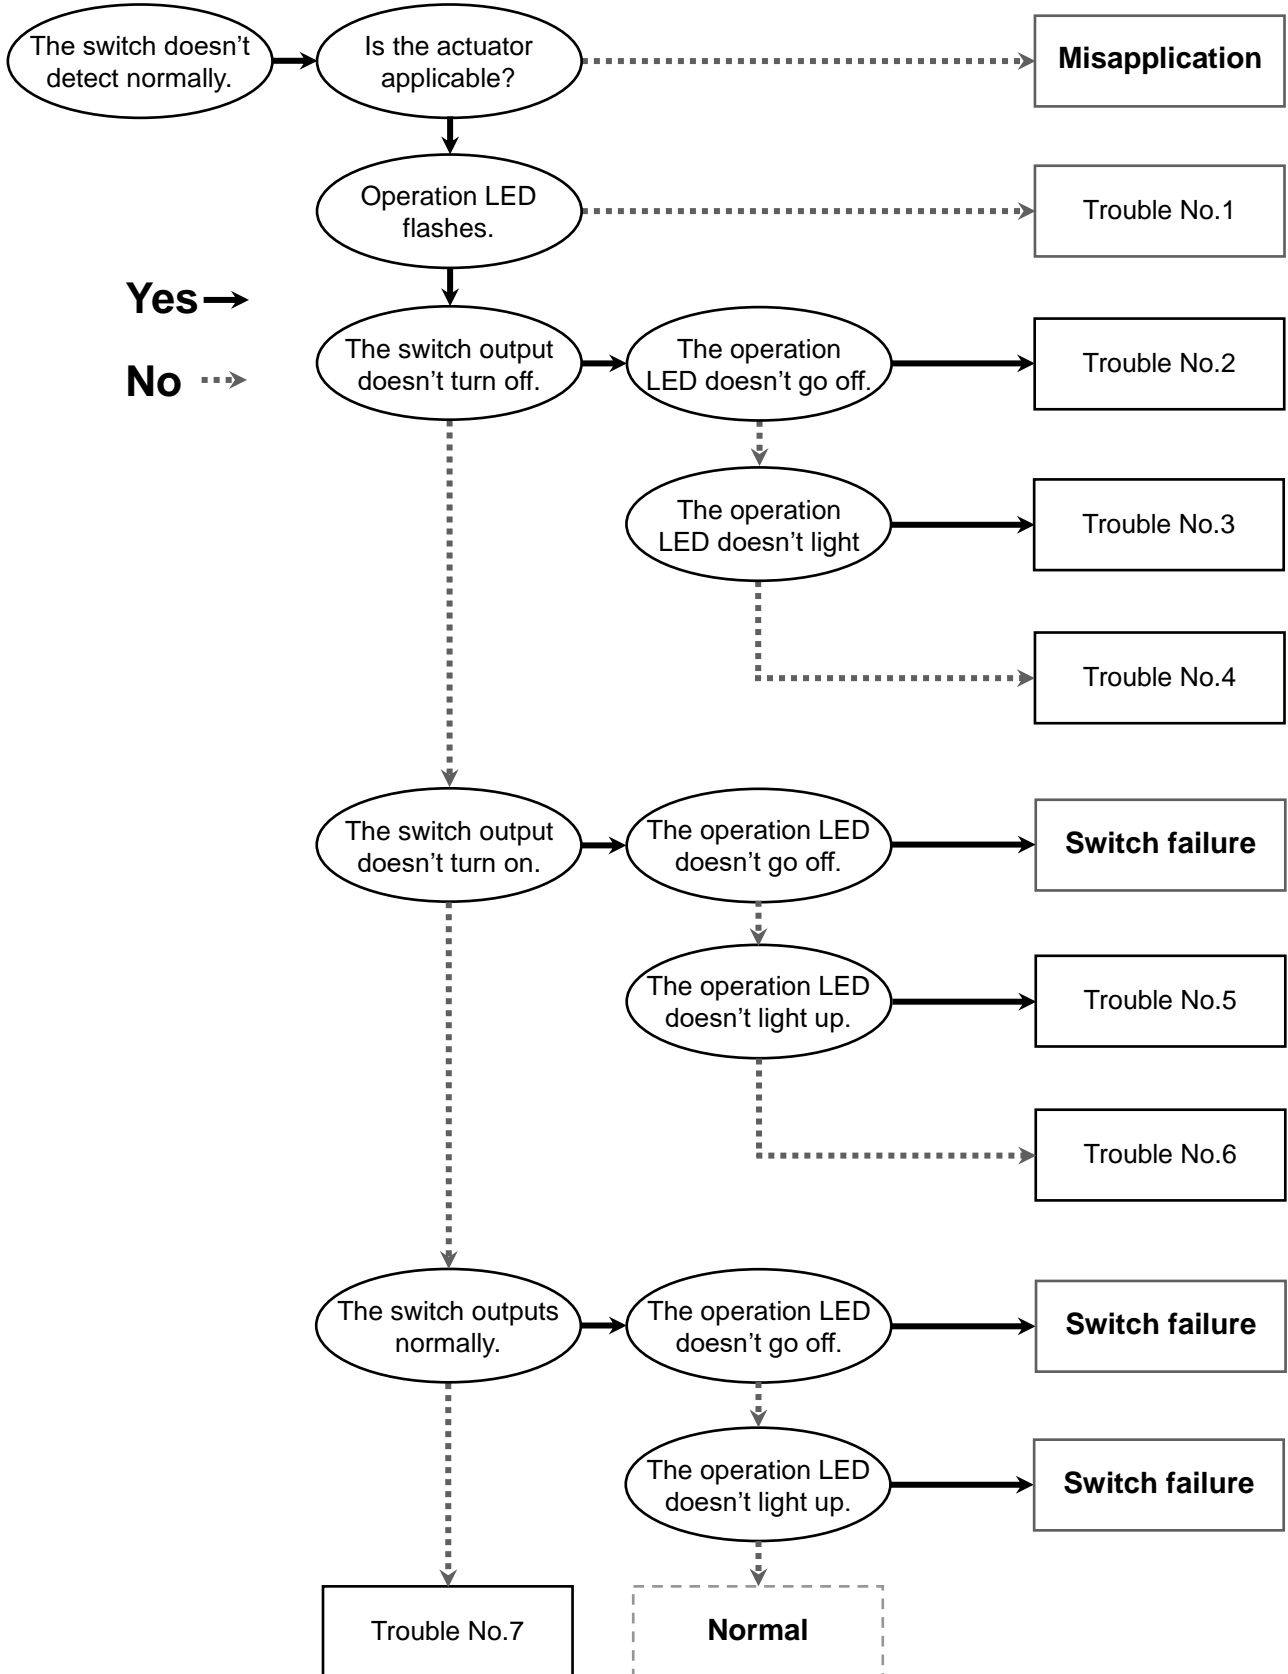 The switch doesn’t
detect normally.
Is the actuator
applicable?
Misapplication
Operation LED
flashes.
Trouble No.1
Yes
No
The switch output
doesn’t turn off.
The operation
LED doesn’t go off.
Trouble No.2
The operation
LED doesn’t light
Trouble No.3
Trouble No.4
The switch output
doesn’t turn on.
The operation LED
doesn’t go off.
Switch failure
The operation LED
doesn’t light up.
Trouble No.5
Trouble No.6
The switch outputs
normally.
The operation LED
doesn’t go off.
Switch failure
The operation LED
doesn’t light up.
Switch failure
Trouble No.7
Normal